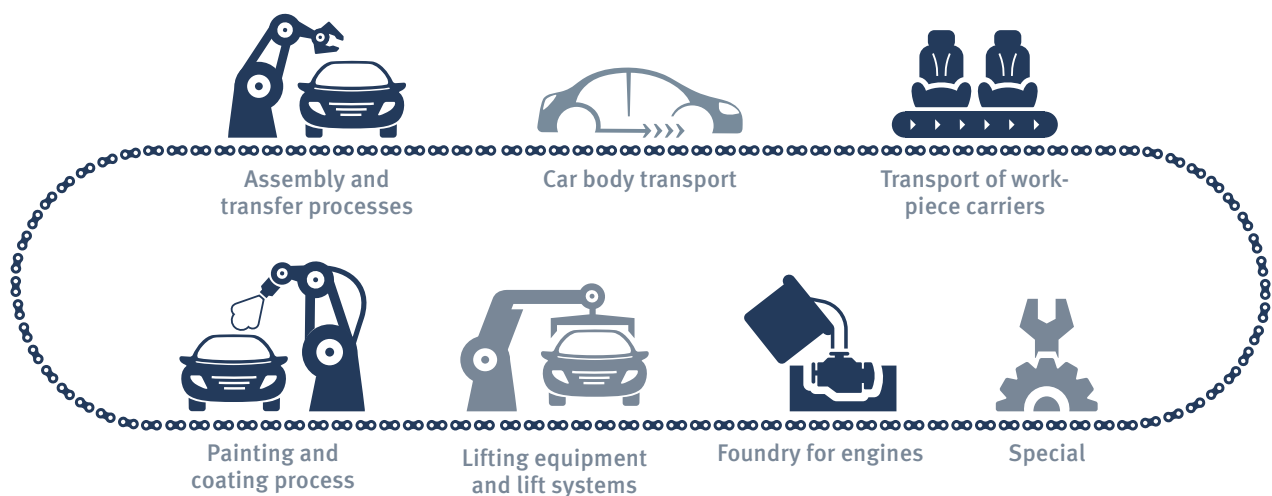 Assembly and
transfer processes
Car body transport
Transport of work-
piece carriers
Painting and
coating process
Lifting equipment
and lift systems
Foundry for engines
Special